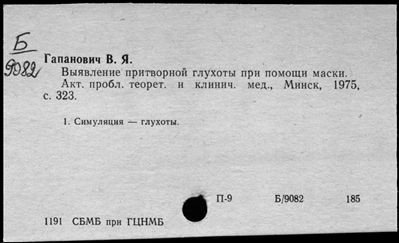 Б
9082
Гапанович В. Я.
Выявление притворной глухоты при помощи маски.
Акт. пробл. теорет. и клинич. мед., Минск, 1975,
с. 323.
1. Симуляция — глухоты.
П-9 Б/9082 185
1191 СБМБ при ГЦНМБ